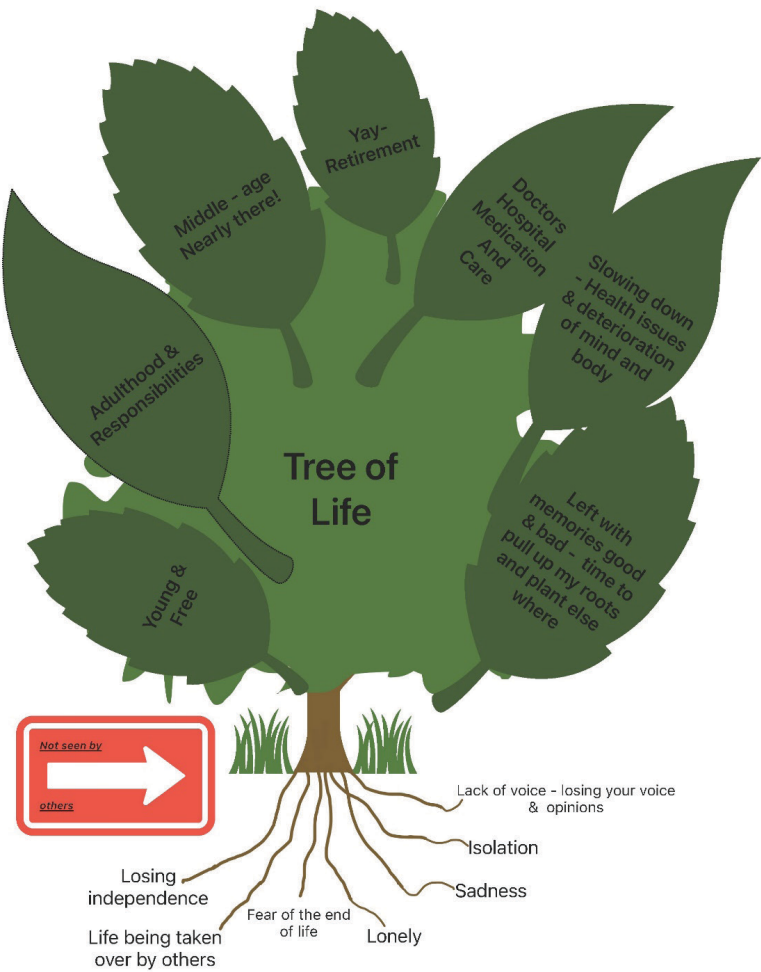 Yay-
Retirement
Middle - age
Nearly there!
Doctors
Hospital
Medication
And
Care
Slowing down
- Health issues
& deterioration
of mind and
body
Adulthood &
Responsibilities
Tree of
Life
Left with
memories good
& bad - time to
pull up my roots
and plant else
where
Young &
Free
Not seen by
others
Lack of voice - losing your voice
& opinions
Isolation
Sadness
Losing
independence
Fear of the end
of life
Lonely
Life being taken
over by others